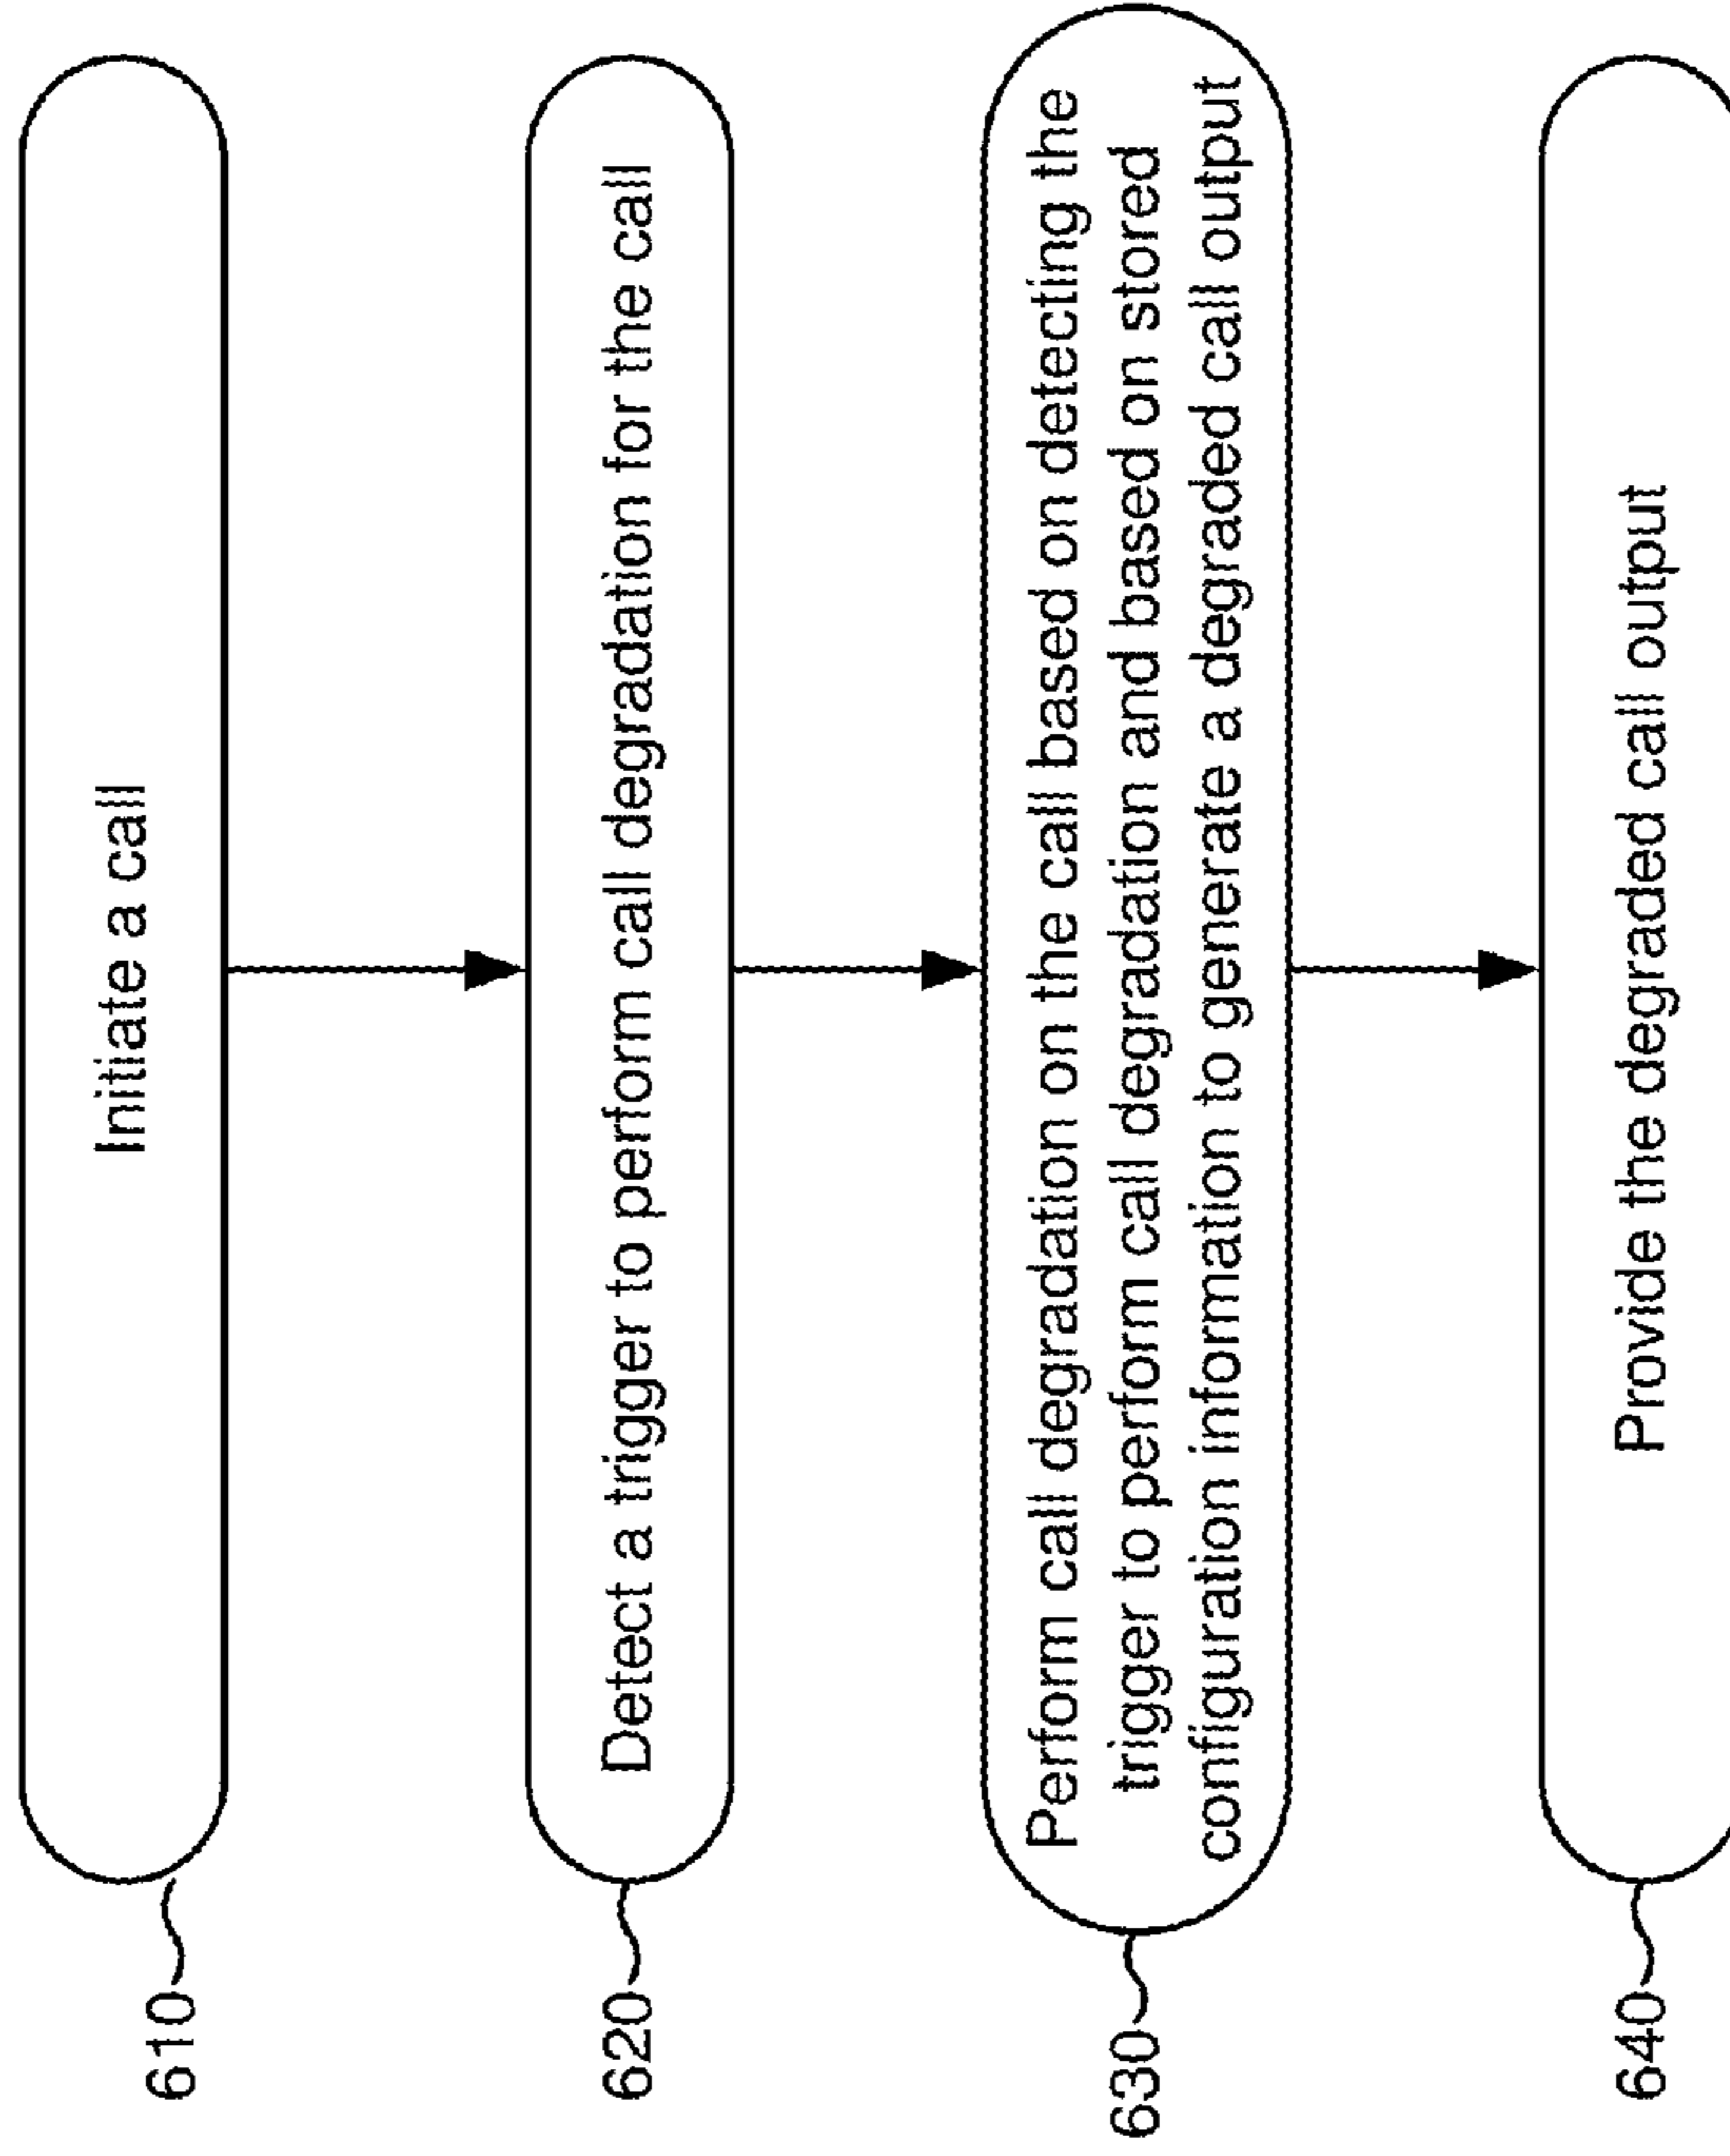 610
Initiate a call
620
Detect a trigger to perform call degradation for the call
630
Perform call degradation on the call based on detecting the
trigger to perform call degradation and based on stored
configuration information to generate a degraded call output
640
Provide the degraded call output